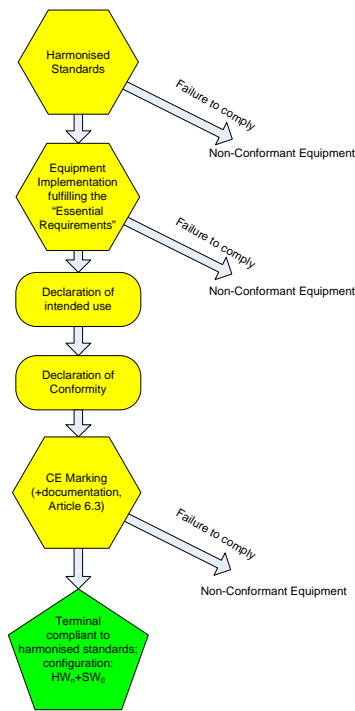 Harmonised
Standards
Failure to comply
Non-Conformant Equipment
Equipment
Implementation
fulfilling the
“Essential
Requirements”
Failure to comply
Non-Conformant Equipment
Declaration of
intended use
Declaration of
Conformity
CE Marking
(+documentation,
Article 6.3)
Failure to comply
Non-Conformant Equipment
Terminal
compliant to
harmonised standards;
configuration:
HWn+SW0